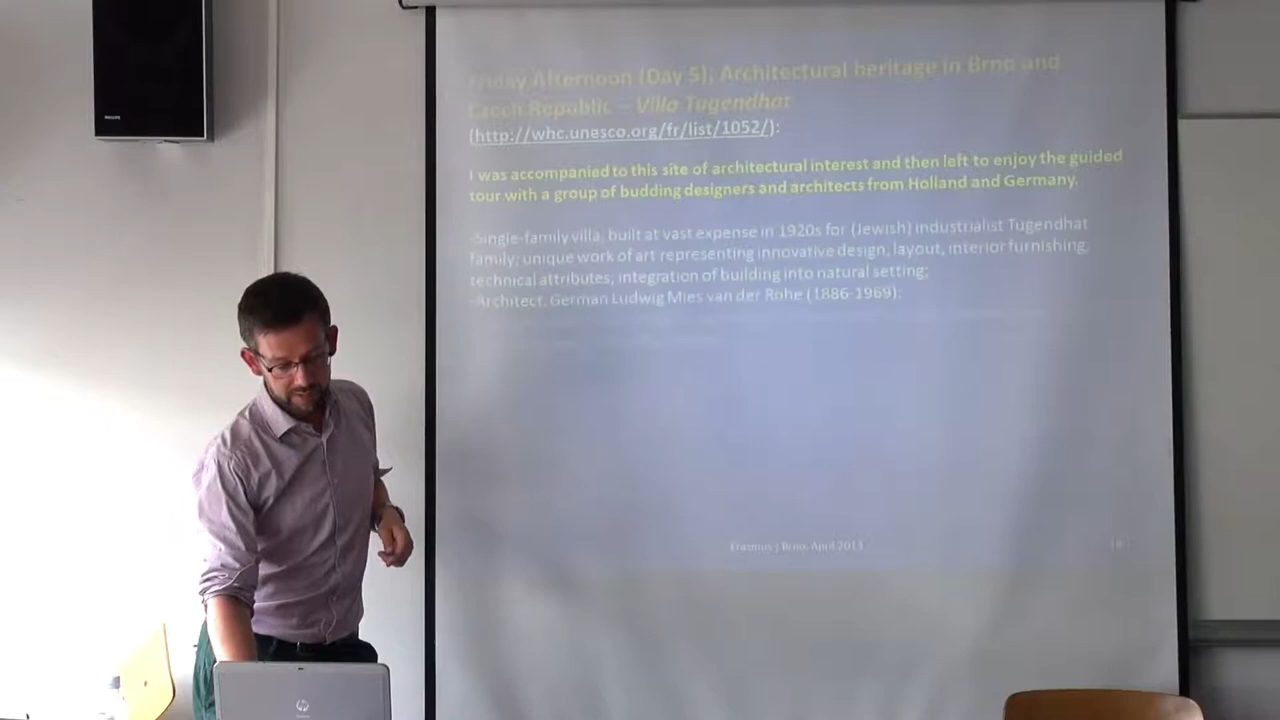 PHILIPS
Friday Afternoon (Day 5): Architectural heritage in Brno and
Czech Republic – Villa Tugendhat
(http://whc.unesco.org/fr/list/1052/):
I was accompanied to this site of architectural interest and then left to enjoy the guided
tour with a group of budding designers and architects from Holland and Germany.
-Single-family villa, built at vast expense in 1920s for (Jewish) industrialist Tugendhat
family; unique work of art representing innovative design, layout, interior furnishing,
technical attributes; integration of building into natural setting;
-Architect: German Ludwig Mies van der Rohe (1886-1969);
Erasmus | Brno, April 2013
hp